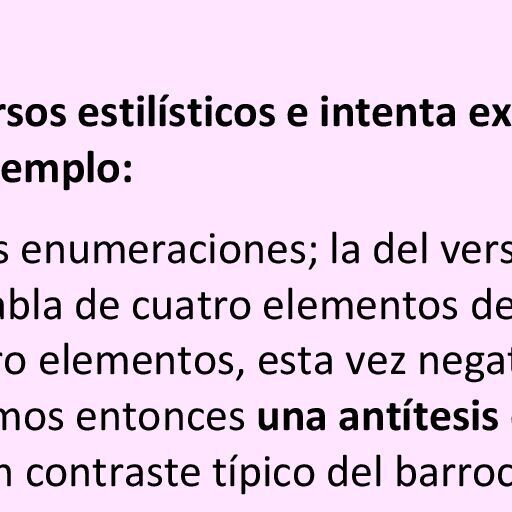 rsos estilísticos e intenta ex
emplo:
s enumeraciones; la del vers
abla de cuatro elementos de
ro elementos, esta vez negat
mos entonces una antítesis
n contraste típico del barroc